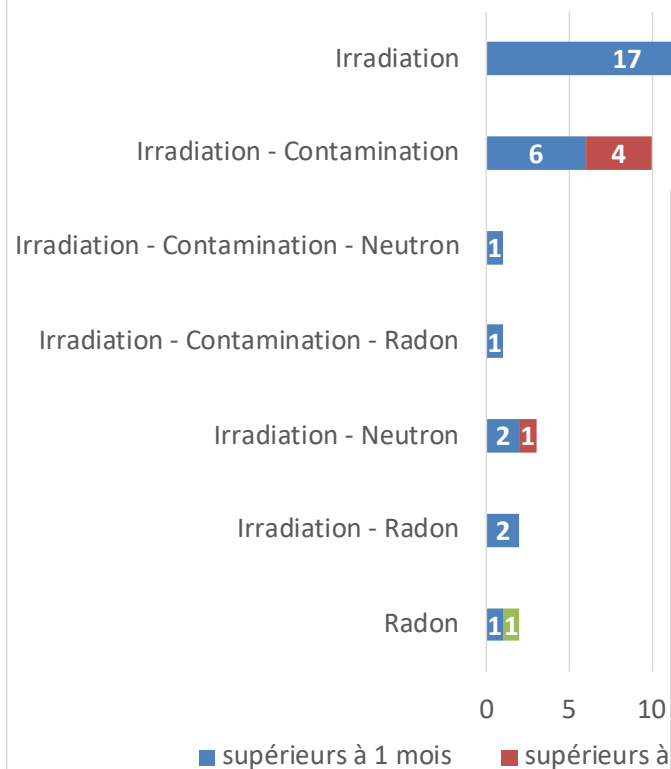 Irradiation 17
Irradiation - Contamination 6 4
Irradiation - Contamination - Neutron 1
Irradiation - Contamination - Radon 1
Irradiation - Neutron 2 1
Irradiation - Radon 2
Radon 1 1
0 5 10
supérieurs à 1 mois supérieurs à